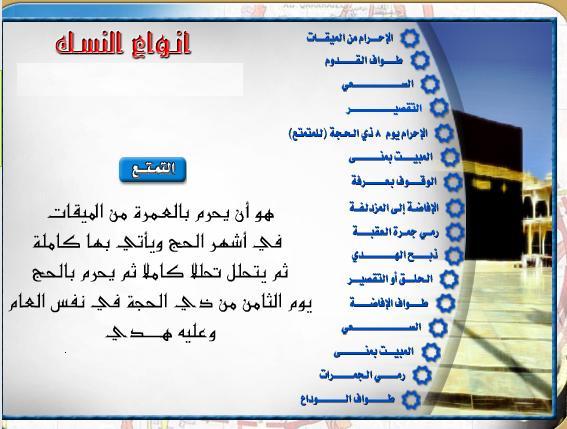 انواع النسك
الإحرام من الميقات
طواف القدوم
السعي
التقصير
الإحرام يوم ٨ ذي الحجة (للمتمتع)
المبيت بمنى
الوقوف بعرفة
الإفاضة إلى المزدلفة
رمي جمرة العقبة
ذبح الهدي
الحلق أو التقصير
طواف الإفاضة
السعي
المبيت بمنى
رمي الجمرات
طواف الوداع
التمتع
هو أن يحرم بالعمرة من الميقات
في أشهر الحج ويأتي بها كاملة
ثم يتحلل تحللا كاملا ثم يحرم بالحج
يوم الثامن من ذي الحجة في نفس العام
وعليه هدي